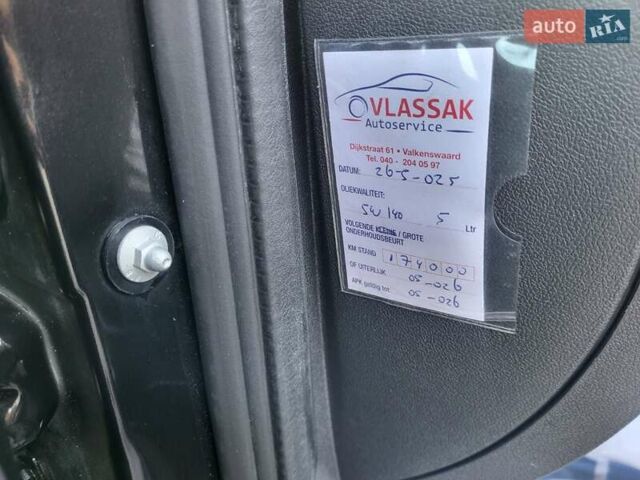 auto RIA.com
VLASSAK
Autoservice
Dijkstraat 61 • Valkenswaard
Tel. 040 - 204 05 97
DATUM: 26-5-025
OLIEKWALITEIT:
5W/40 5 Ltr
VOLGENDE KLEINE / GROTE
ONDERHOUDSBEURT
KM STAND 174000
OF UITERLIJK 05-026
APK geldig tot 05-026